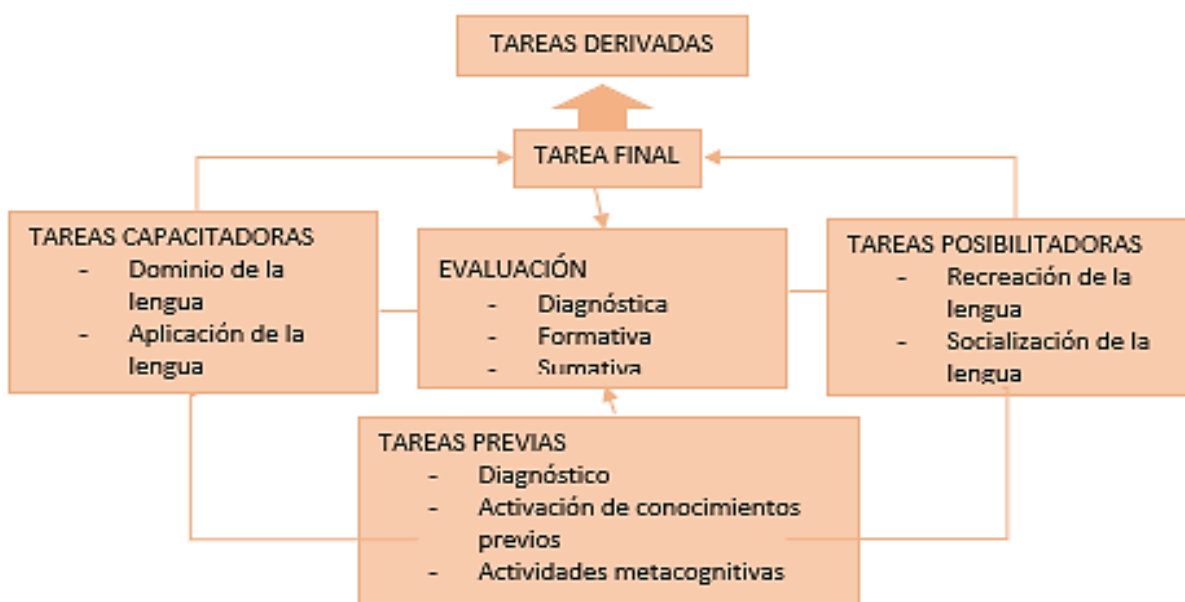 TAREAS DERIVADAS
TAREA FINAL
TAREAS CAPACITADORAS
- Dominio de la
lengua
- Aplicación de la
lengua
EVALUACIÓN
- Diagnóstica
- Formativa
- Sumativa
TAREAS POSIBILITADORAS
- Recreación de la
lengua
- Socialización de la
lengua
TAREAS PREVIAS
- Diagnóstico
- Activación de conocimientos
previos
- Actividades metacognitivas